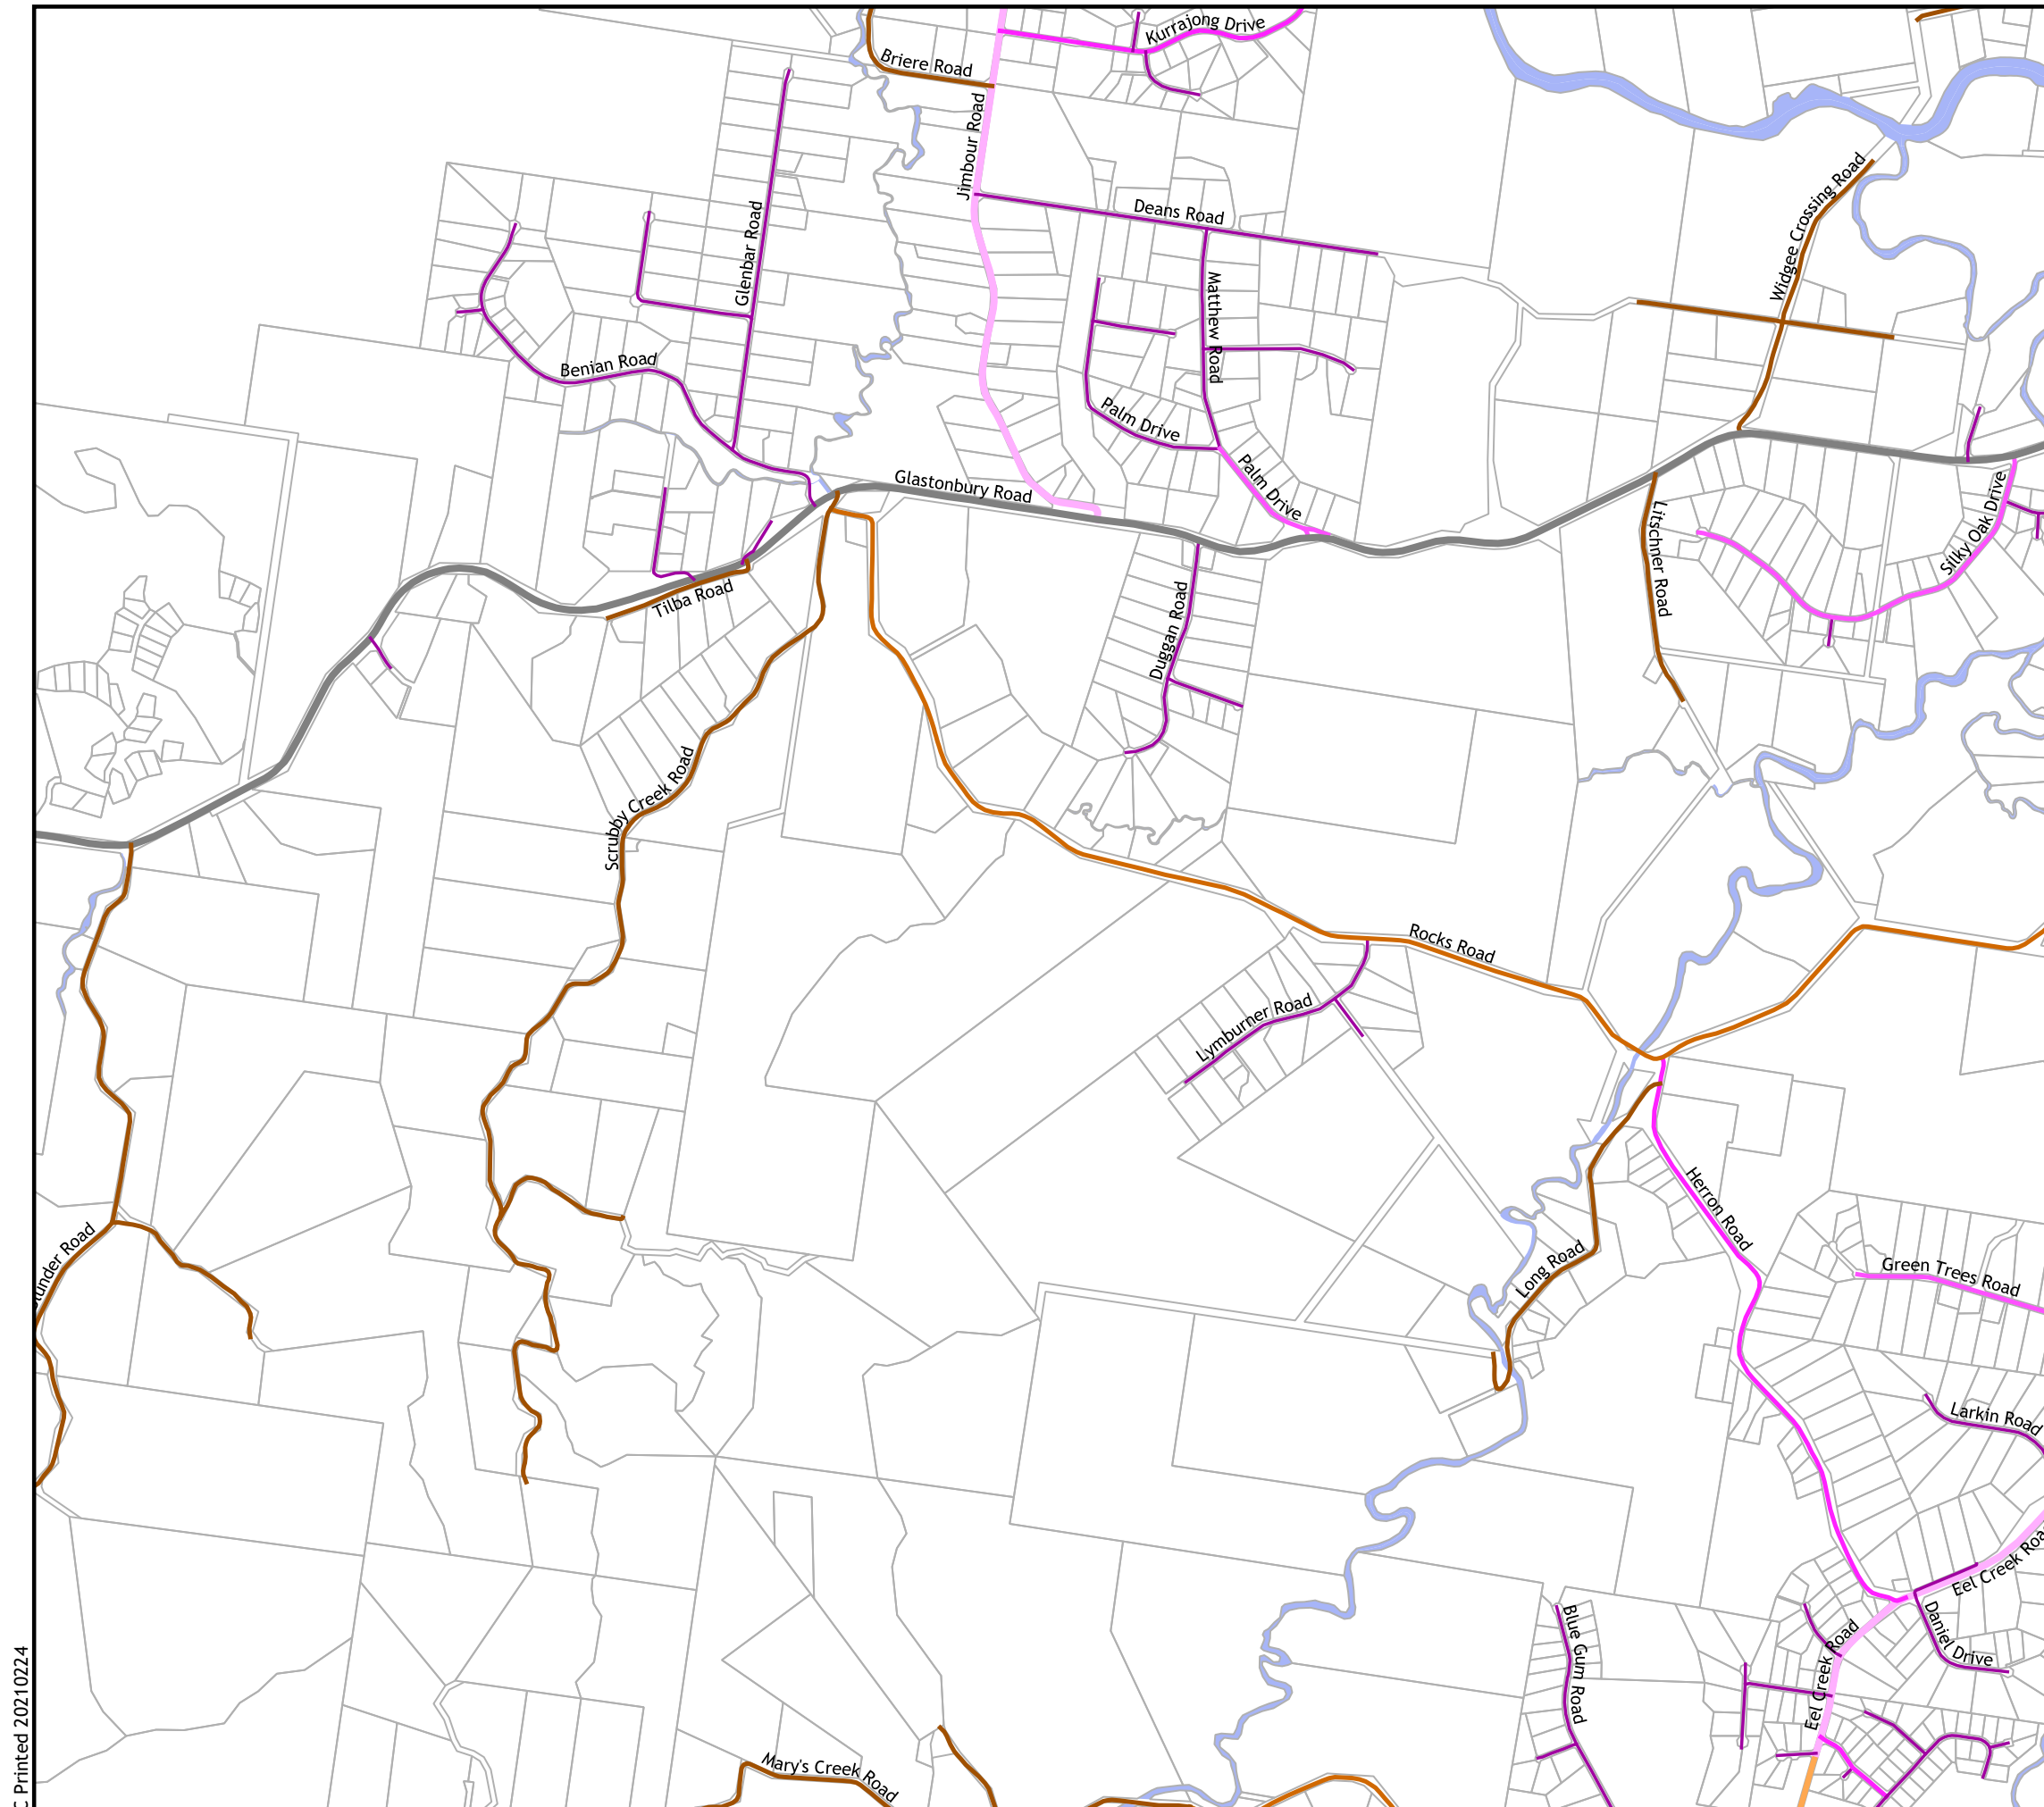 Kurrajong Drive
Briere Road
Jimbour Road
Widgee Crossing Road
Deans Road
Glenbar Road
Matthew Road
Benian Road
Palm Drive
Palm Drive
Glastonbury Road
Silky Oak Drive
Litschner Road
Tilba Road
Duggan Road
Scrubby Creek Road
Rocks Road
Lymburner Road
Herron Road
Long Road
Green Trees Road
Road
Larkin Road
Eel Creek
Daniel Drive
Blue Gum Road
Eel Creek Road
Mary's Creek Road
Printed 20210224